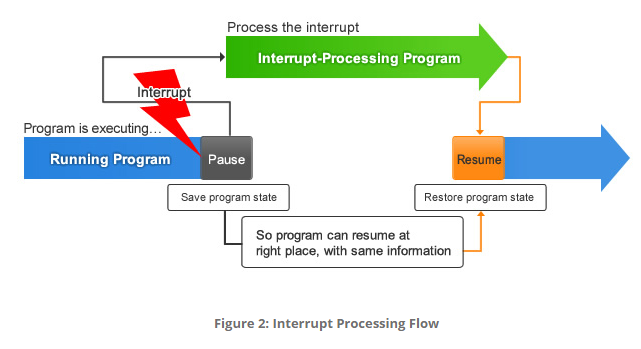 Process the interrupt
Interrupt-Processing Program
Interrupt
Program is executing...
Running Program
Pause
Resume
Save program state
Restore program state
So program can resume at
right place, with same information
Figure 2: Interrupt Processing Flow